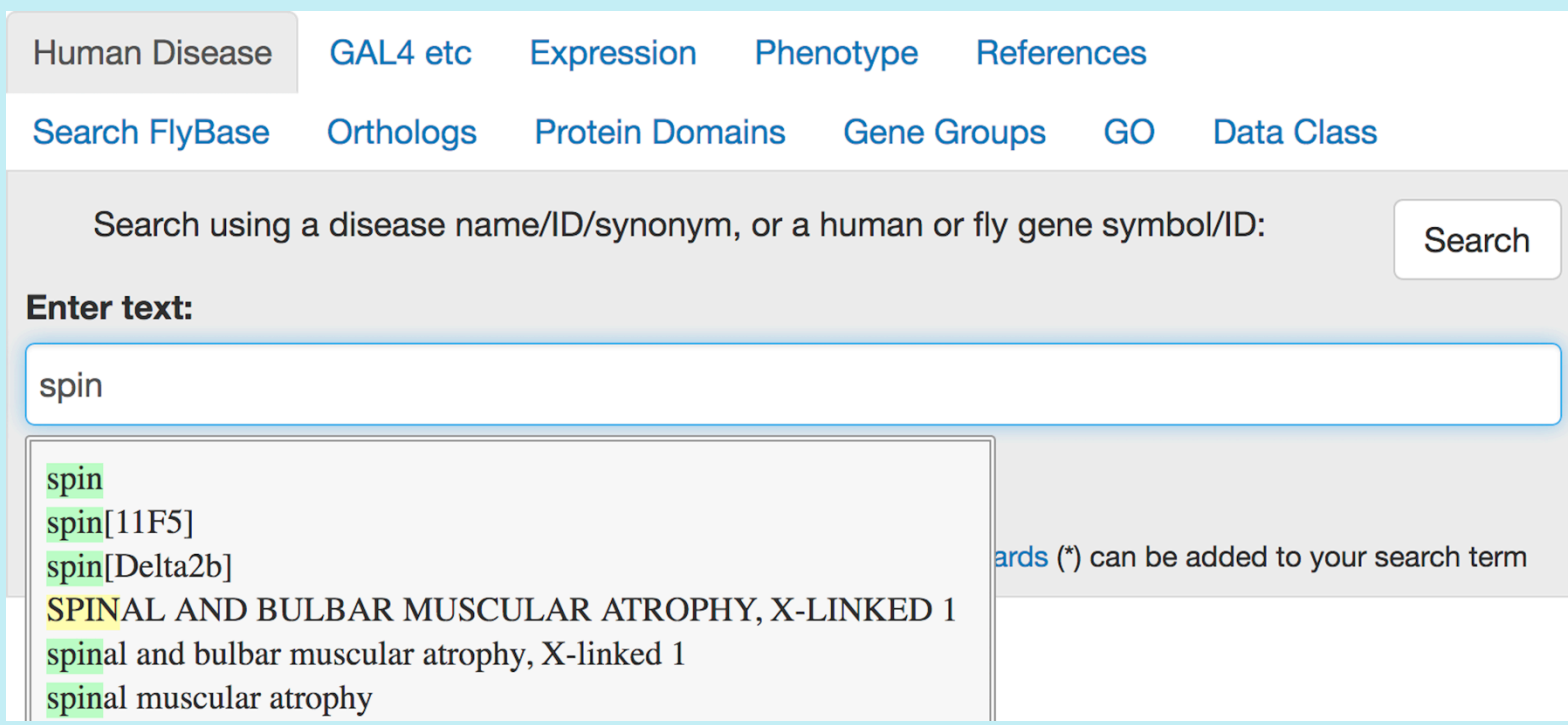 Human Disease GAL4 etc Expression Phenotype References
Search FlyBase Orthologs Protein Domains Gene Groups GO Data Class
Search using a disease name/ID/synonym, or a human or fly gene symbol/ID:
Search
Enter text:
spin
spin
spin[11F5]
spin[Delta2b]
ards (*) can be added to your search term
SPINAL AND BULBAR MUSCULAR ATROPHY, X-LINKED 1
spinal and bulbar muscular atrophy, X-linked 1
spinal muscular atrophy